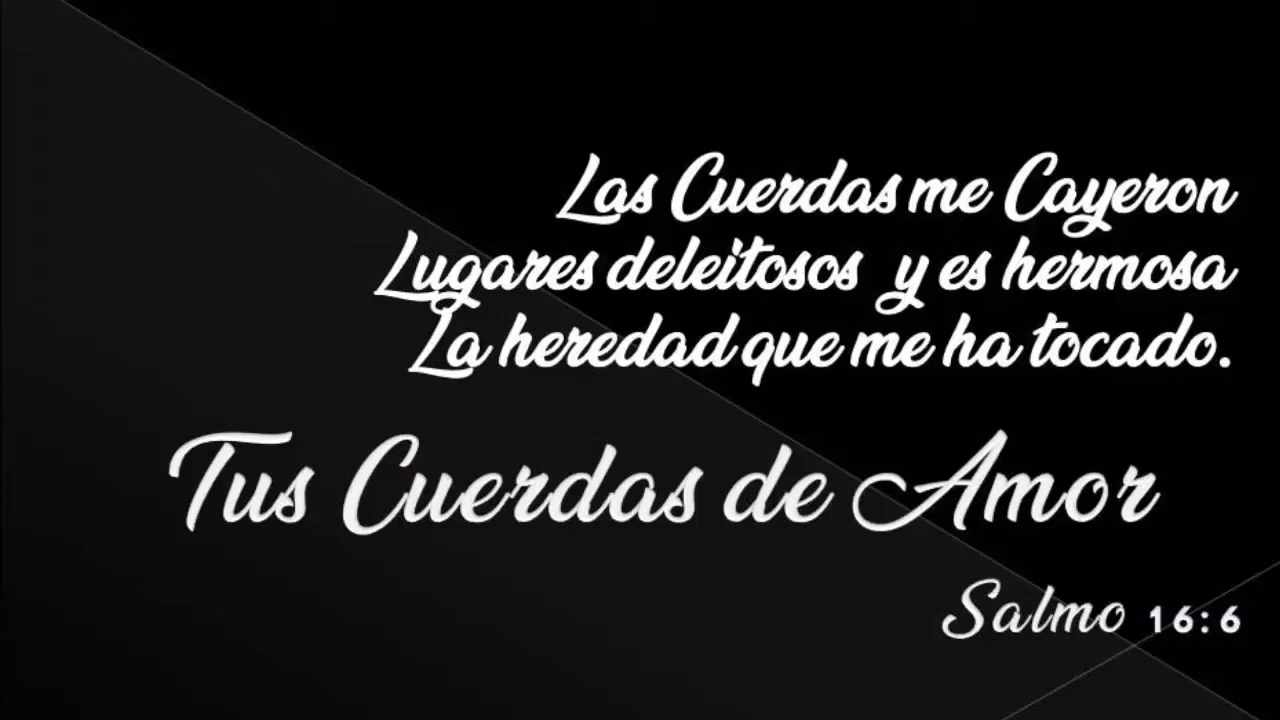 Las Cuerdas me Cayeron
Lugares deleitosos y es hermosa
La heredad que me ha tocado.
Tus Cuerdas de Amor
Salmo 16:6